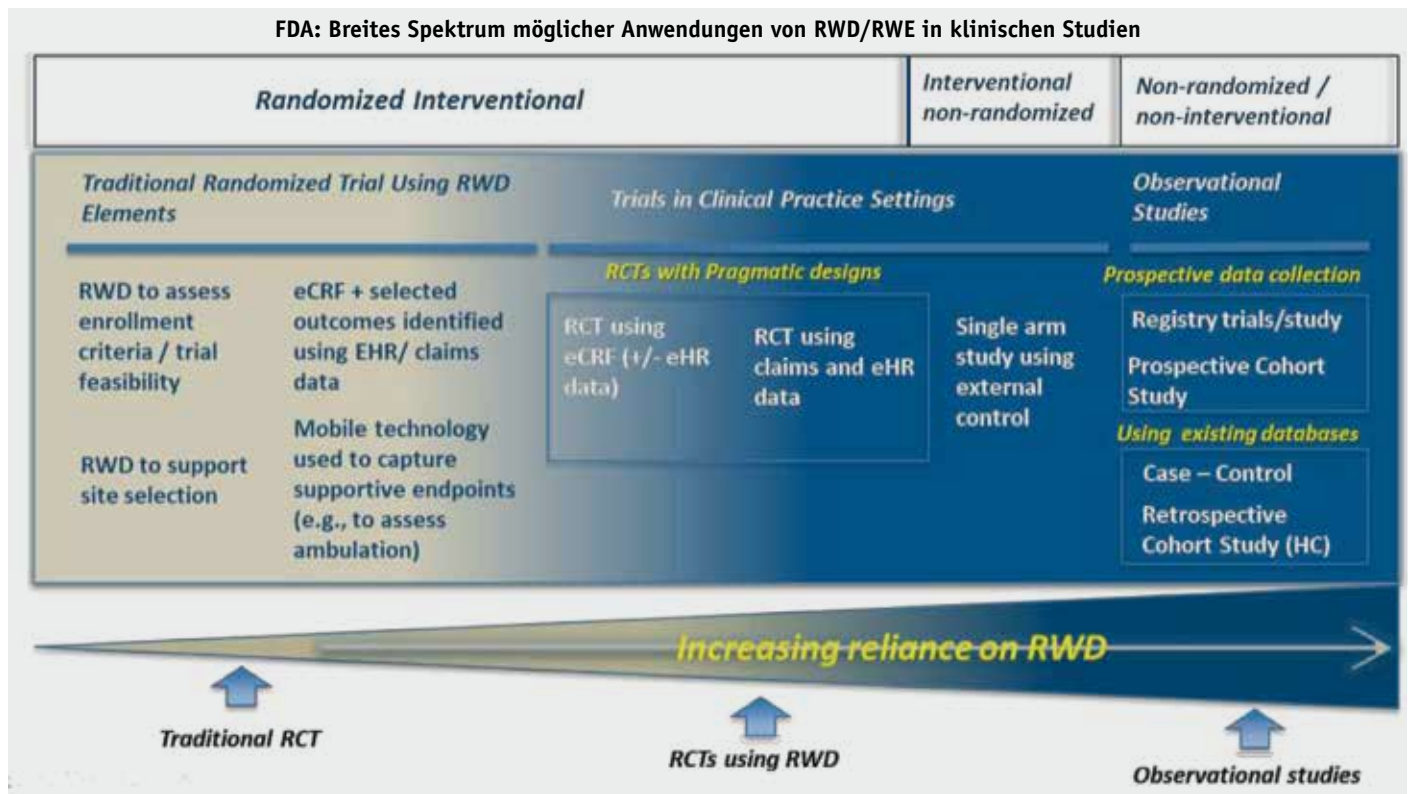 FDA: Breites Spektrum möglicher Anwendungen von RWD/RWE in klinischen Studien
Randomized Interventional
Interventional
non-randomized
Non-randomized /
non-interventional
Traditional Randomized Trial Using RWD
Elements
Trials in Clinical Practice Settings
Observational
Studies
RWD to assess
enrollment
criteria / trial
feasibility
RWD to support
site selection
eCRF + selected
outcomes identified
using EHR/ claims
data
Mobile technology
used to capture
supportive endpoints
(e.g., to assess
ambulation)
RCTs with Pragmatic designs
RCT using
eCRF (+/- eHR
data)
RCT using
claims and eHR
data
Single arm
study using
external
control
Prospective data collection
Registry trials/study
Prospective Cohort
Study
Using existing databases
Case – Control
Retrospective
Cohort Study (HC)
Increasing reliance on RWD
Traditional RCT
RCTs using RWD
Observational studies